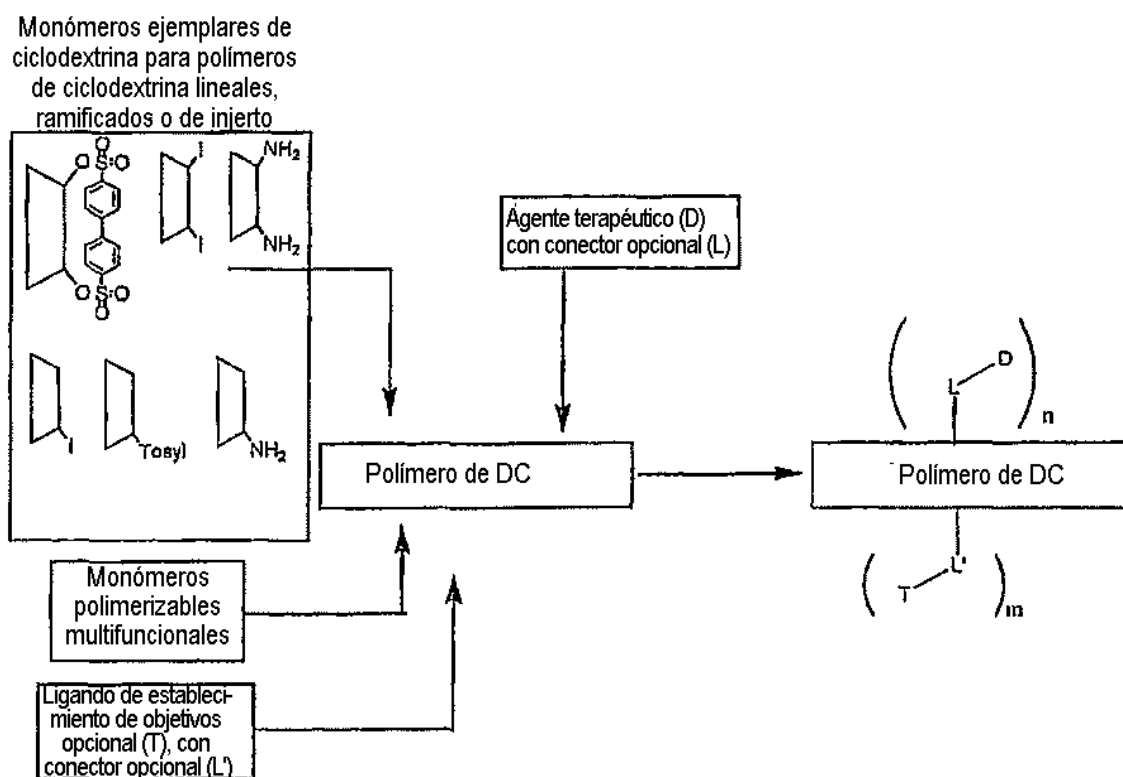 Monómeros ejemplares de
ciclodextrina para polímeros
de ciclodextrina lineales,
ramificados o de injerto
O
O
S
O
O
O
S
O
I
I
NH₂
NH₂
I
Tosyl
NH₂
Agente terapéutico (D)
con conector opcional (L)
Polímero de DC
Monómeros
polimerizables
multifuncionales
Ligando de estableci-
miento de objetivos
opcional (T), con
conector opcional (L')
L
D
n
Polímero de DC
T
L'
m